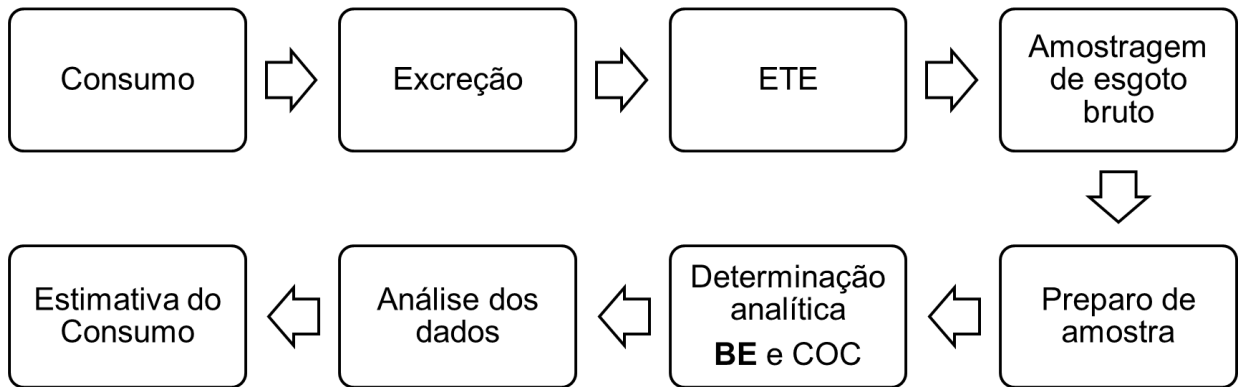 Consumo
Excreção
ETE
Amostragem
de esgoto
bruto
Preparo de
amostra
Determinação
analítica
BE e COC
Análise dos
dados
Estimativa do
Consumo